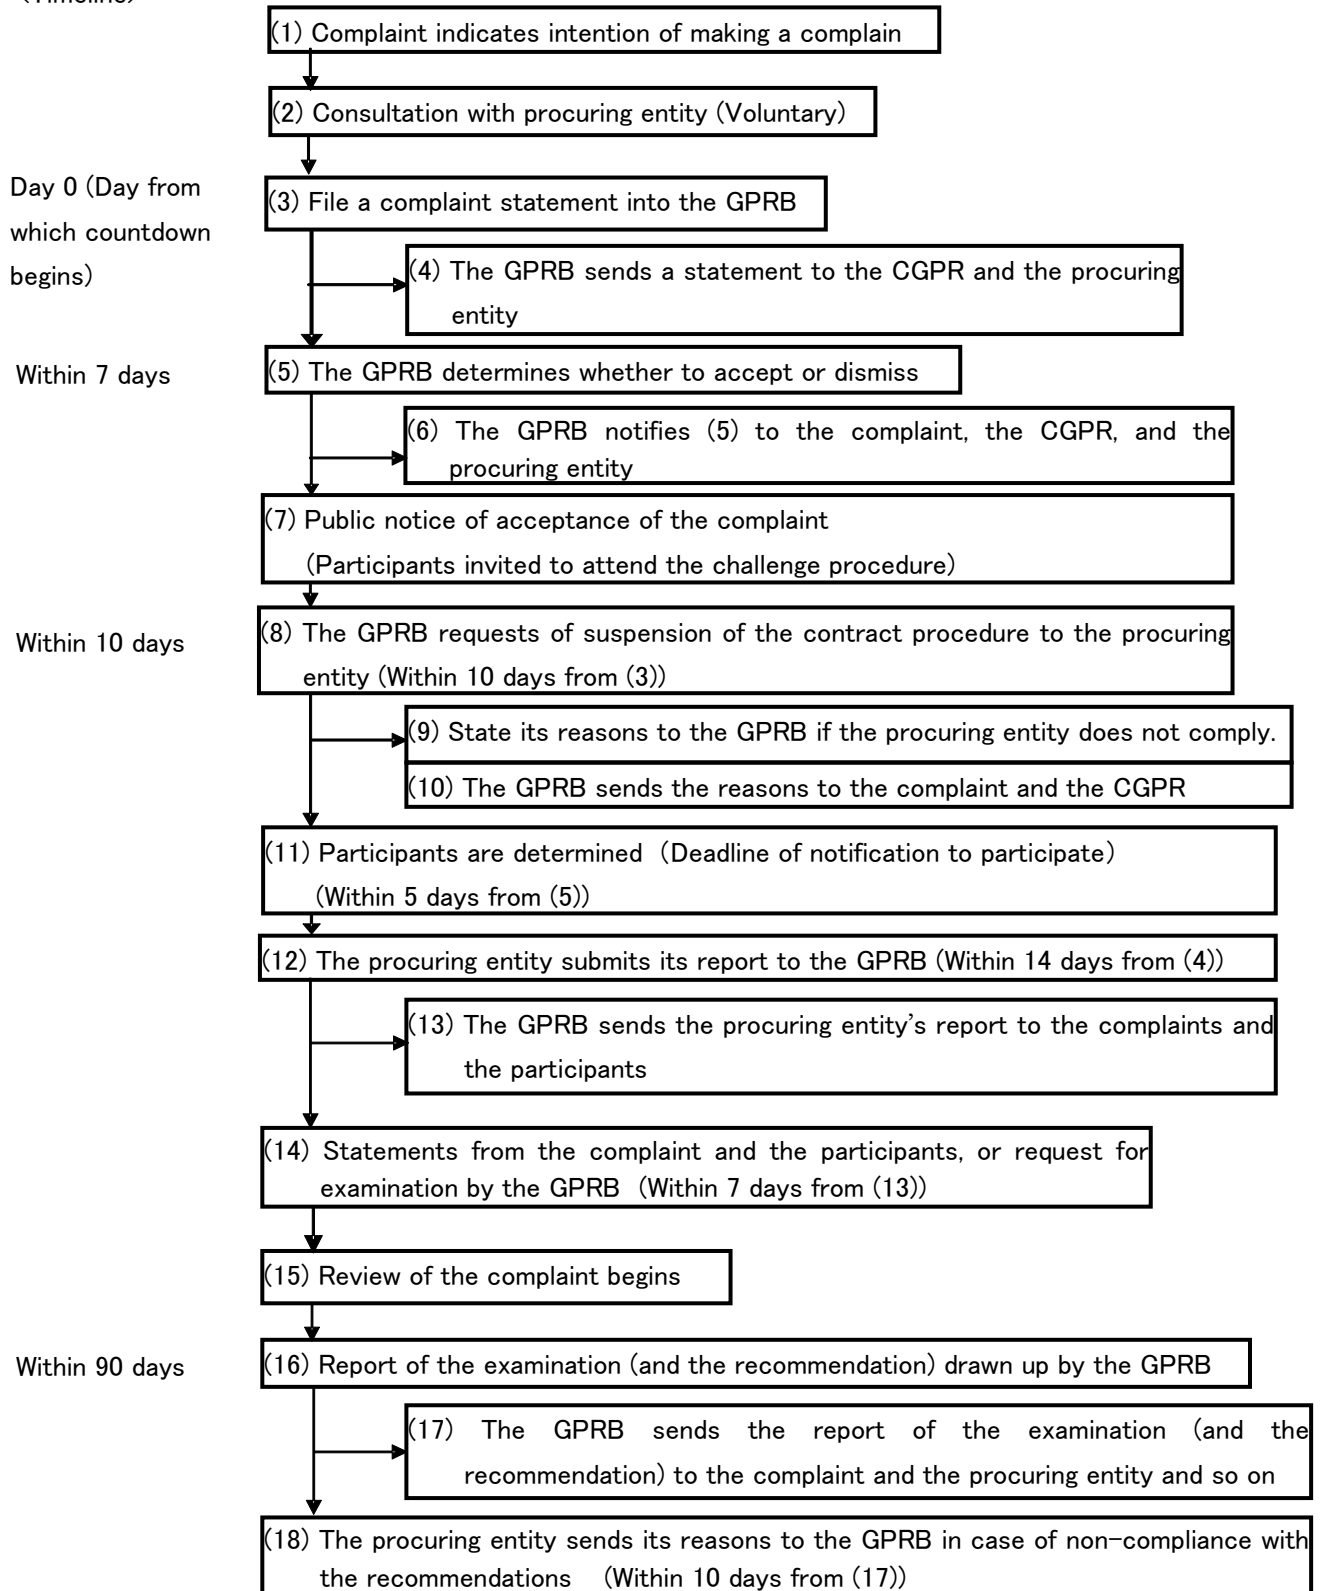 (Timeline)
(1) Complaint indicates intention of making a complain
(2) Consultation with procuring entity (Voluntary)
Day 0 (Day from
which countdown
begins)
(3) File a complaint statement into the GPRB
(4) The GPRB sends a statement to the CGPR and the procuring
entity
Within 7 days
(5) The GPRB determines whether to accept or dismiss
(6) The GPRB notifies (5) to the complaint, the CGPR, and the
procuring entity
(7) Public notice of acceptance of the complaint
(Participants invited to attend the challenge procedure)
Within 10 days
(8) The GPRB requests of suspension of the contract procedure to the procuring
entity (Within 10 days from (3))
(9) State its reasons to the GPRB if the procuring entity does not comply.
(10) The GPRB sends the reasons to the complaint and the CGPR
(11) Participants are determined (Deadline of notification to participate)
(Within 5 days from (5))
(12) The procuring entity submits its report to the GPRB (Within 14 days from (4))
(13) The GPRB sends the procuring entity's report to the complaints and
the participants
(14) Statements from the complaint and the participants, or request for
examination by the GPRB (Within 7 days from (13))
(15) Review of the complaint begins
Within 90 days
(16) Report of the examination (and the recommendation) drawn up by the GPRB
(17) The GPRB sends the report of the examination (and the
recommendation) to the complaint and the procuring entity and so on
(18) The procuring entity sends its reasons to the GPRB in case of non-compliance with
the recommendations (Within 10 days from (17))